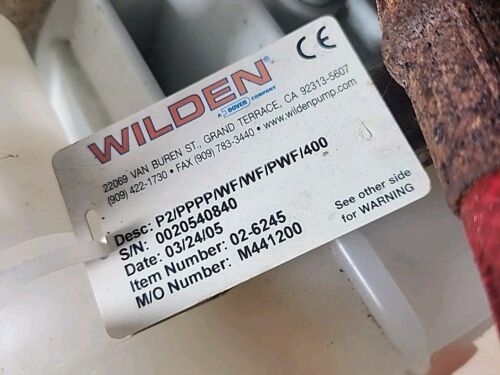 WILDEN®
A DOVER COMPANY
CE
22069 VAN BUREN ST., GRAND TERRACE, CA 92313-5607
(909) 422-1730 • FAX (909) 783-3440 • www.wildenpump.com
Desc: P2/PPPP/WF/WF/PWF/400
S/N: 0020540840
Date: 03/24/05
Item Number: 02-6245
M/O Number: M441200
See other side
for WARNING